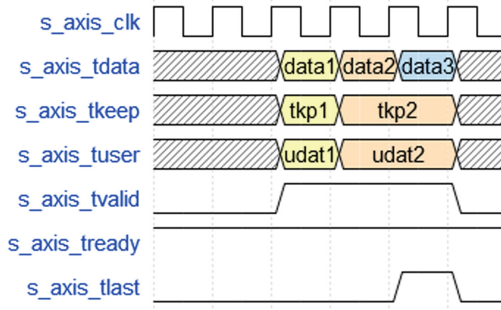 s_axis_clk
s_axis_tdata data1 data2 data3
s_axis_tkeep tkp1 tkp2
s_axis_tuser udat1 udat2
s_axis_tvalid
s_axis_tready
s_axis_tlast